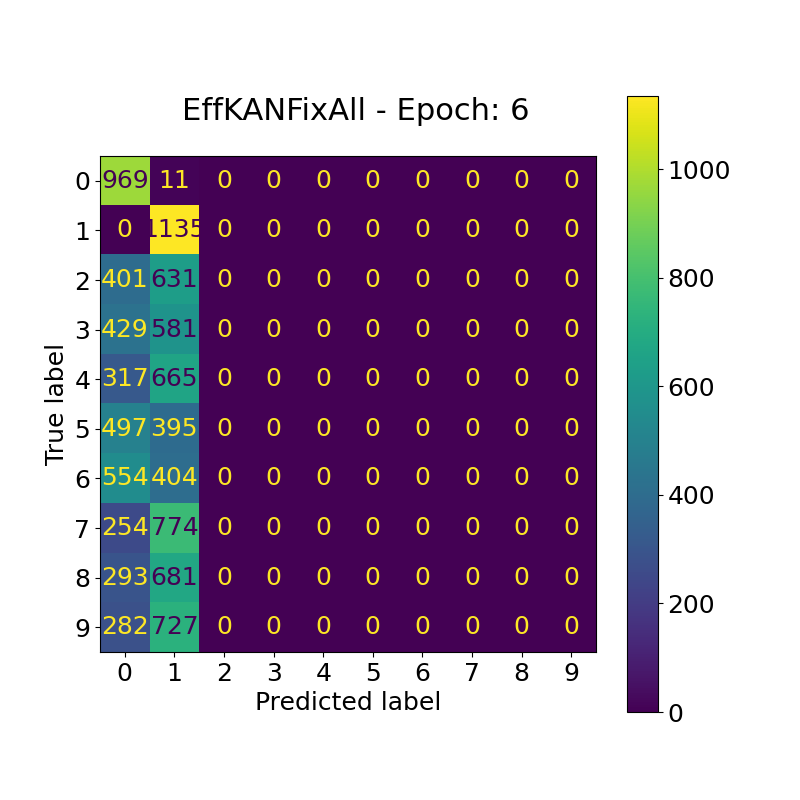 EffKANFixAll - Epoch: 6
0 969 11 0 0 0 0 0 0 0 0
1 0 1135 0 0 0 0 0 0 0 0
2 401 631 0 0 0 0 0 0 0 0
3 429 581 0 0 0 0 0 0 0 0
4 317 665 0 0 0 0 0 0 0 0
5 497 395 0 0 0 0 0 0 0 0
6 554 404 0 0 0 0 0 0 0 0
7 254 774 0 0 0 0 0 0 0 0
8 293 681 0 0 0 0 0 0 0 0
9 282 727 0 0 0 0 0 0 0 0
0 1 2 3 4 5 6 7 8 9
Predicted label
True label
1000
800
600
400
200
0